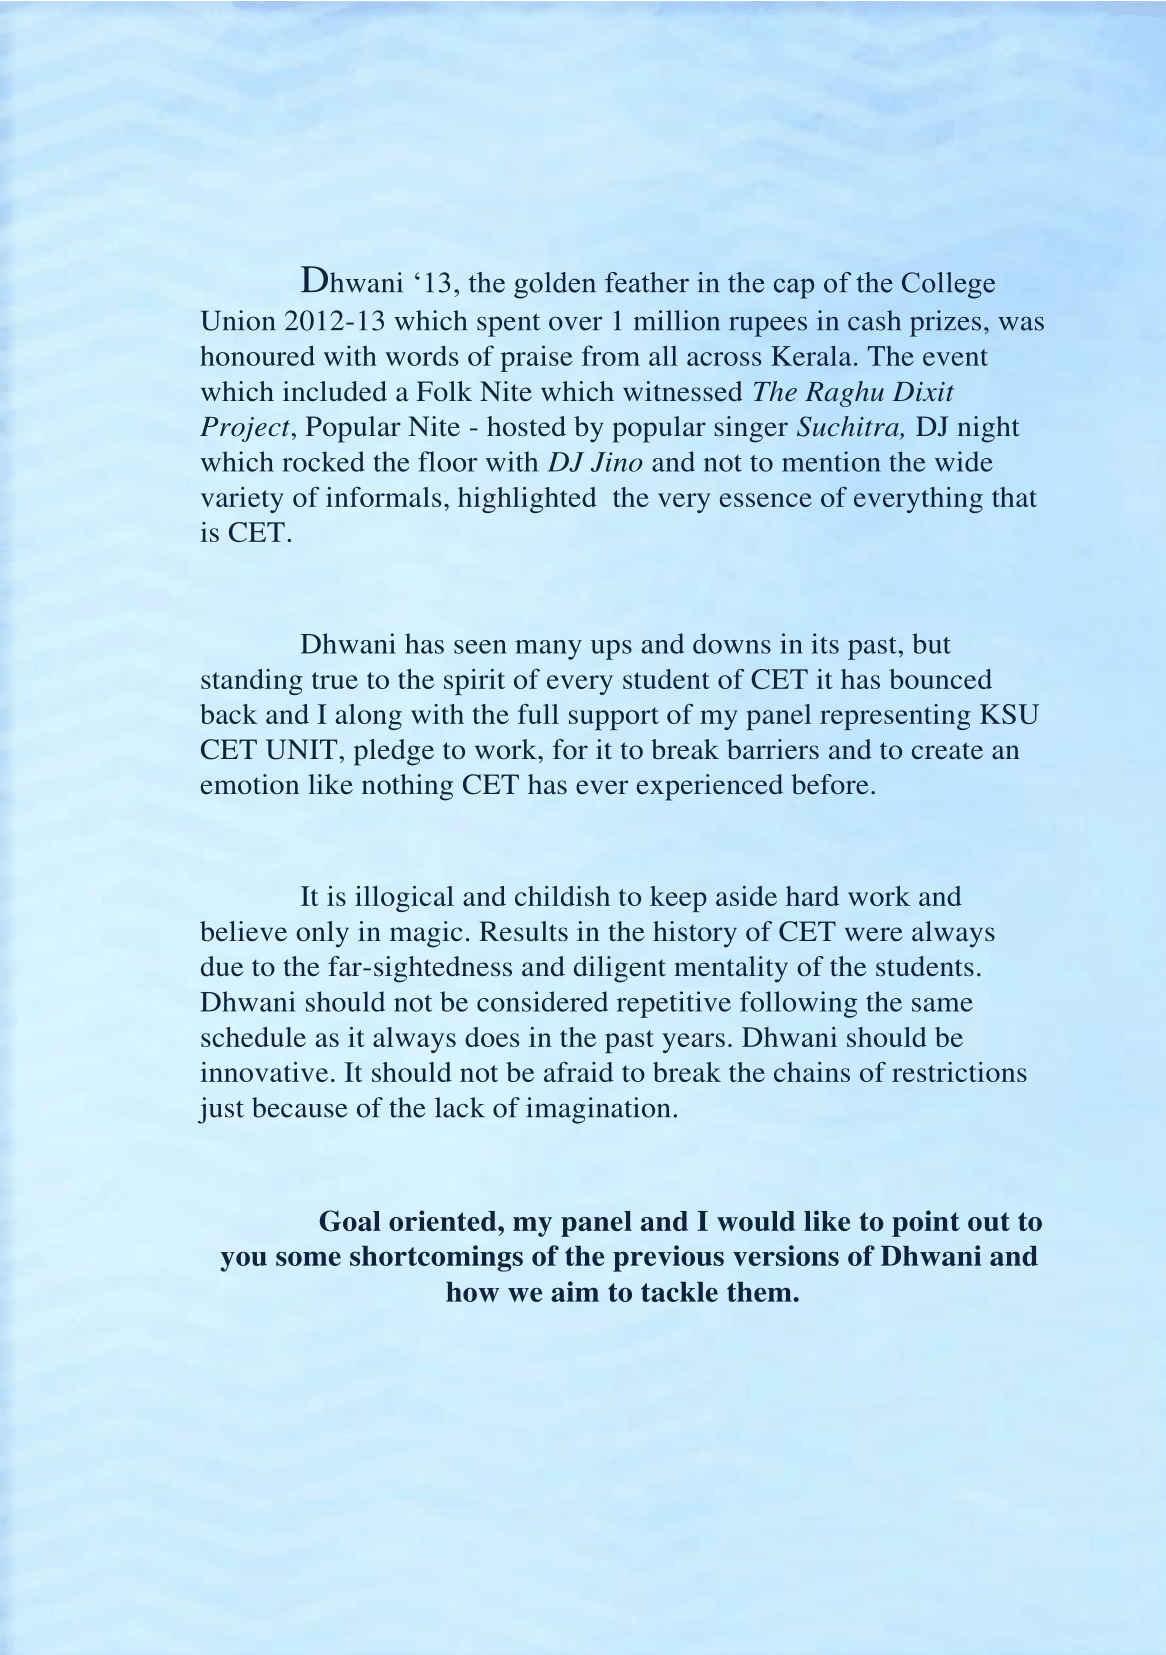 Dhwani ‘13, the golden feather in the cap of the College
Union 2012-13 which spent over 1 million rupees in cash prizes, was
honoured with words of praise from all across Kerala. The event
which included a Folk Nite which witnessed The Raghu Dixit
Project, Popular Nite - hosted by popular singer Suchitra, DJ night
which rocked the floor with DJ Jino and not to mention the wide
variety of informals, highlighted  the very essence of everything that
is CET.
Dhwani has seen many ups and downs in its past, but
standing true to the spirit of every student of CET it has bounced
back and I along with the full support of my panel representing KSU
CET UNIT, pledge to work, for it to break barriers and to create an
emotion like nothing CET has ever experienced before.
It is illogical and childish to keep aside hard work and
believe only in magic. Results in the history of CET were always
due to the far-sightedness and diligent mentality of the students.
Dhwani should not be considered repetitive following the same
schedule as it always does in the past years. Dhwani should be
innovative. It should not be afraid to break the chains of restrictions
just because of the lack of imagination.
Goal oriented, my panel and I would like to point out to
you some shortcomings of the previous versions of Dhwani and
how we aim to tackle them.